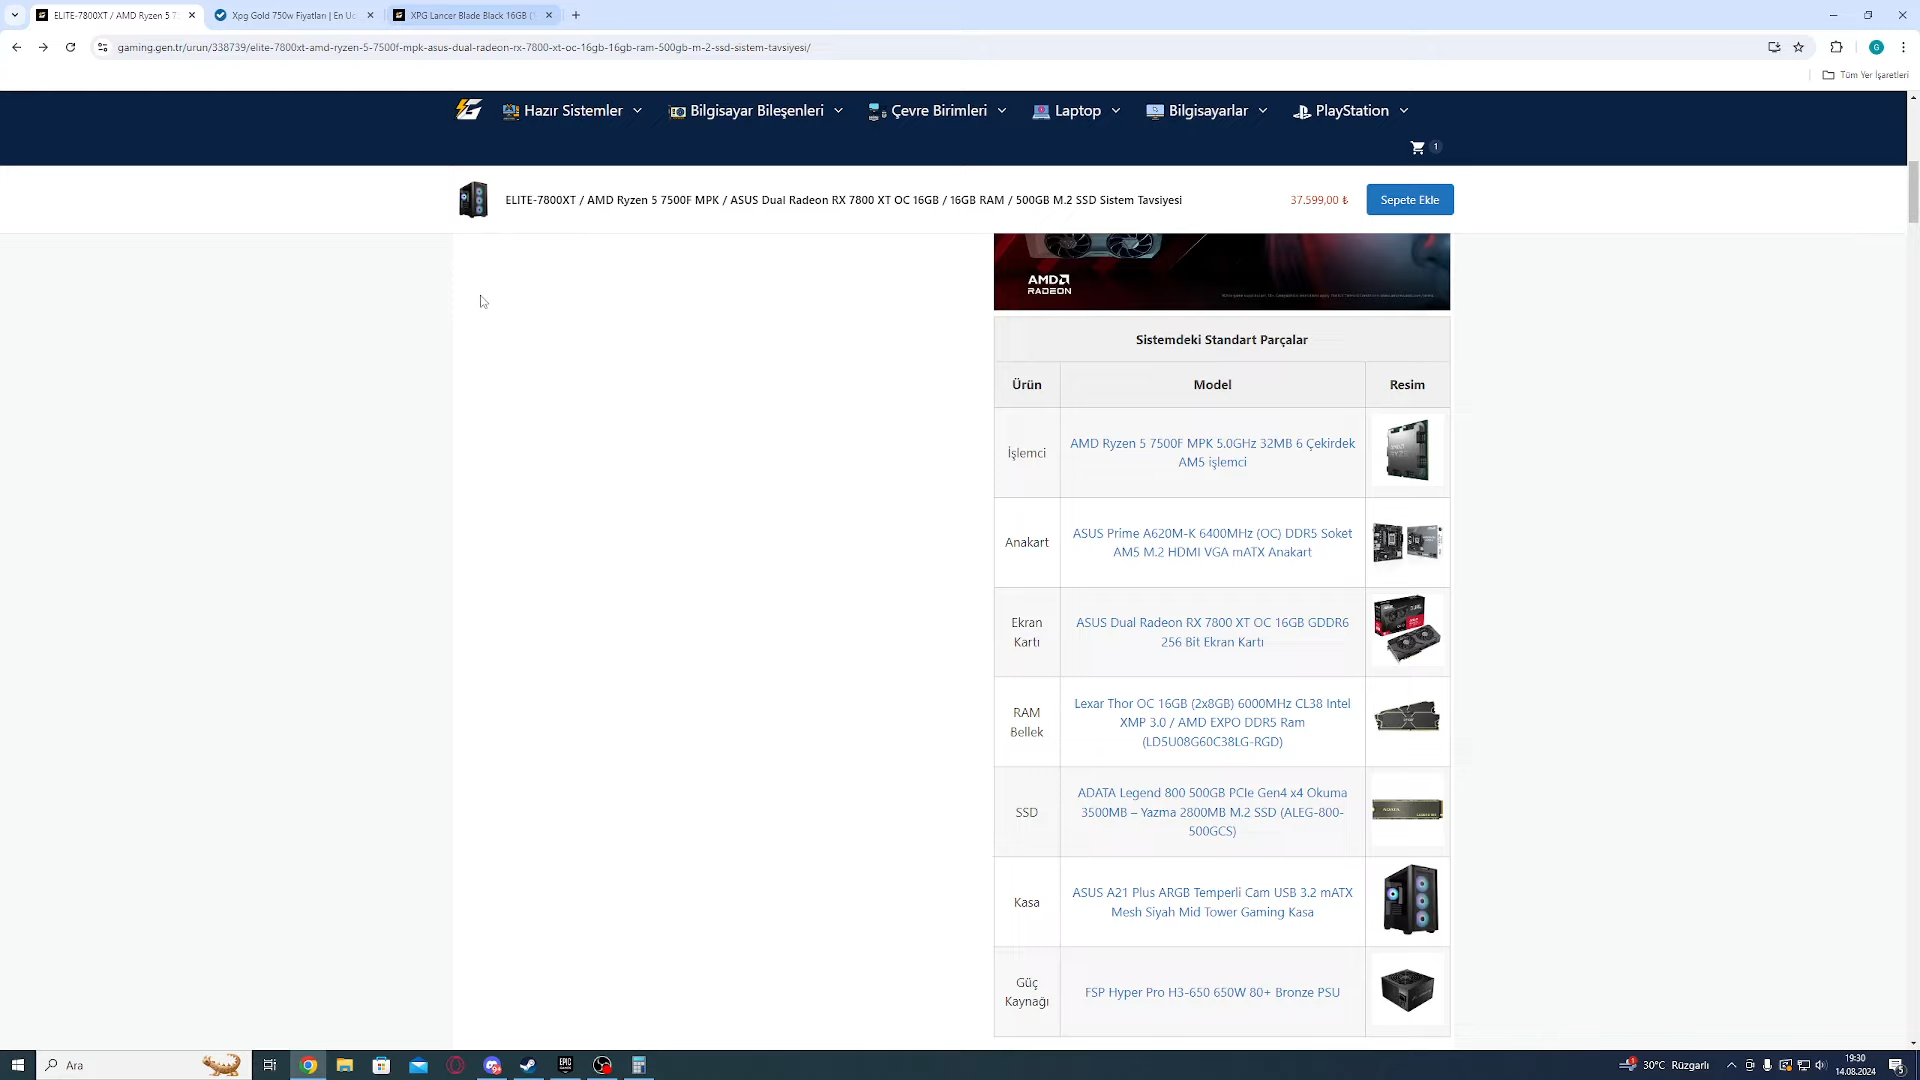 ELITE-7800XT / AMD Ryzen 5 7
Xpg Gold 750w Fiyatları | En Uc
XPG Lancer Blade Black 16GB (
gaming.gen.tr/urun/338739/elite-7800xt-amd-ryzen-5-7500f-mpk-asus-dual-radeon-rx-7800-xt-oc-16gb-16gb-ram-500gb-m-2-ssd-sistem-tavsiyesi/
G
Tüm Yer İşaretleri
Hazır Sistemler
Bilgisayar Bileşenleri
Çevre Birimleri
Laptop
Bilgisayarlar
PlayStation
1
ELITE-7800XT / AMD Ryzen 5 7500F MPK / ASUS Dual Radeon RX 7800 XT OC 16GB / 16GB RAM / 500GB M.2 SSD Sistem Tavsiyesi
37.599,00 ₺
Sepete Ekle
AMD
RADEON
Sistemdeki Standart Parçalar
Ürün
Model
Resim
İşlemci
AMD Ryzen 5 7500F MPK 5.0GHz 32MB 6 Çekirdek
AM5 işlemci
Anakart
ASUS Prime A620M-K 6400MHz (OC) DDR5 Soket
AM5 M.2 HDMI VGA mATX Anakart
Ekran
Kartı
ASUS Dual Radeon RX 7800 XT OC 16GB GDDR6
256 Bit Ekran Kartı
RAM
Bellek
Lexar Thor OC 16GB (2x8GB) 6000MHz CL38 Intel
XMP 3.0 / AMD EXPO DDR5 Ram
(LD5U08G60C38LG-RGD)
SSD
ADATA Legend 800 500GB PCIe Gen4 x4 Okuma
3500MB – Yazma 2800MB M.2 SSD (ALEG-800-
500GCS)
Kasa
ASUS A21 Plus ARGB Temperli Cam USB 3.2 mATX
Mesh Siyah Mid Tower Gaming Kasa
Güç
Kaynağı
FSP Hyper Pro H3-650 650W 80+ Bronze PSU
Ara
EPIC
1
30°C Rüzgarlı
19:30
14.08.2024
5